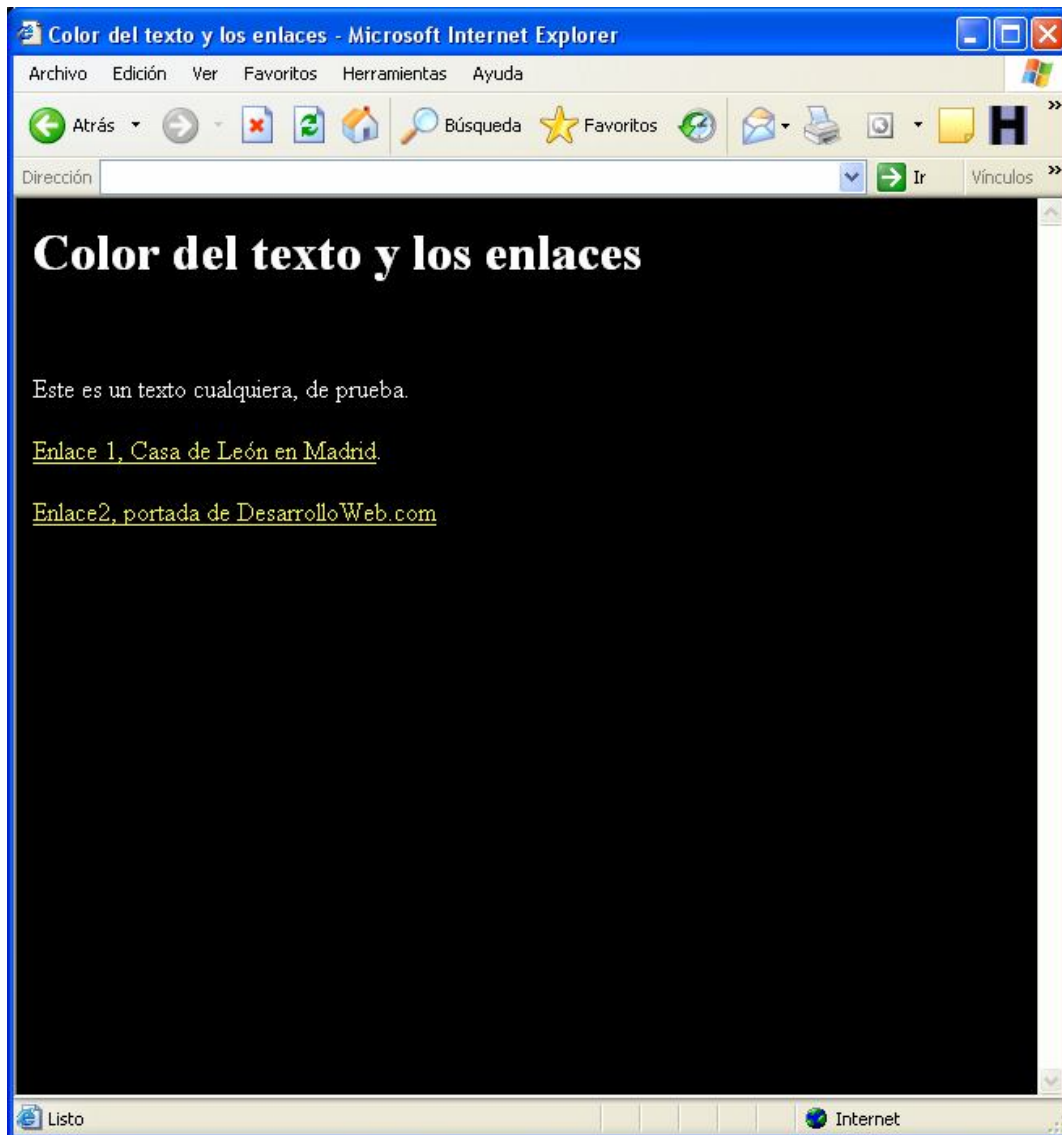 Color del texto y los enlaces - Microsoft Internet Explorer
Archivo Edición Ver Favoritos Herramientas Ayuda
Atrás Búsqueda Favoritos »
Dirección Ir Vínculos »
Color del texto y los enlaces
Este es un texto cualquiera, de prueba.
Enlace 1, Casa de León en Madrid.
Enlace2, portada de DesarrolloWeb.com
Listo Internet